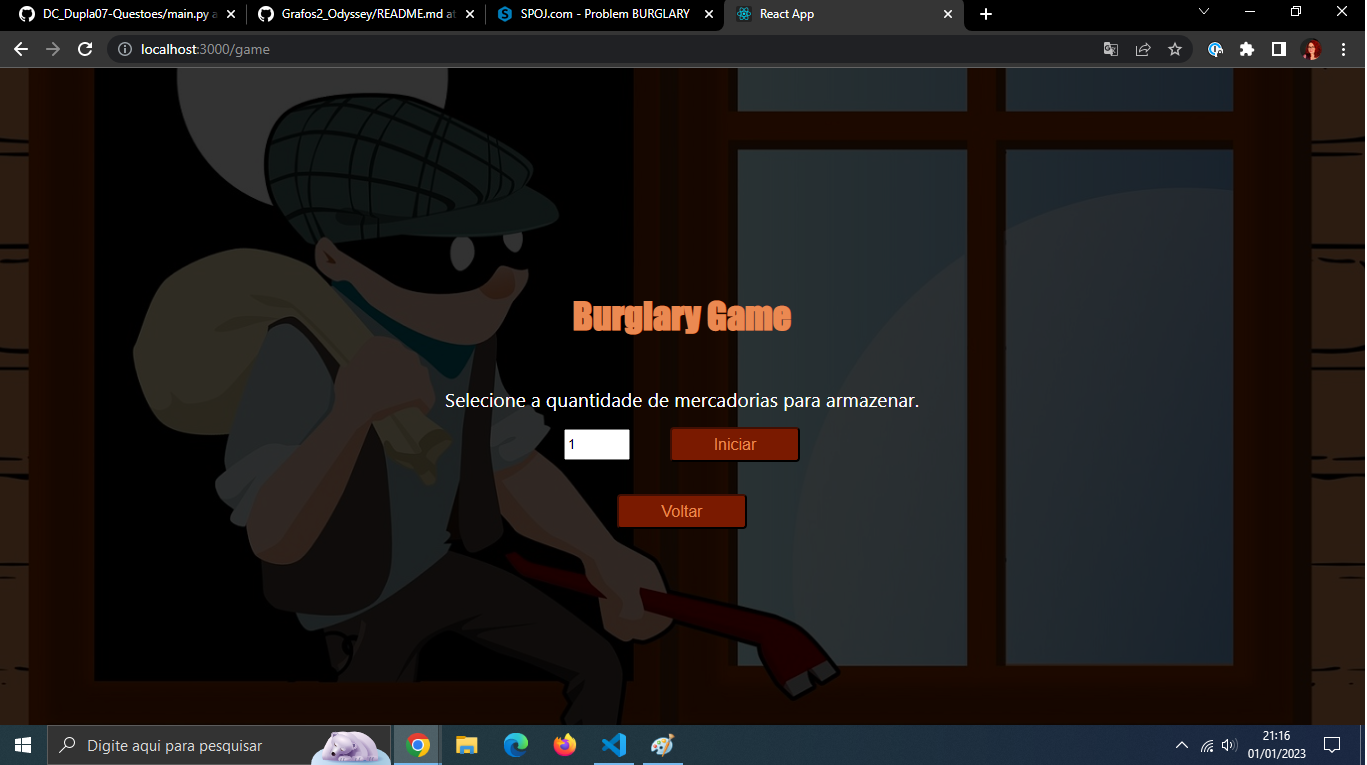 DC_Dupla07-Questoes/main.py a
Grafos2_Odyssey/README.md at
SPOJ.com - Problem BURGLARY
React App
localhost:3000/game
Burglary Game
Selecione a quantidade de mercadorias para armazenar.
1
Iniciar
Voltar
Digite aqui para pesquisar
21:16
01/01/2023